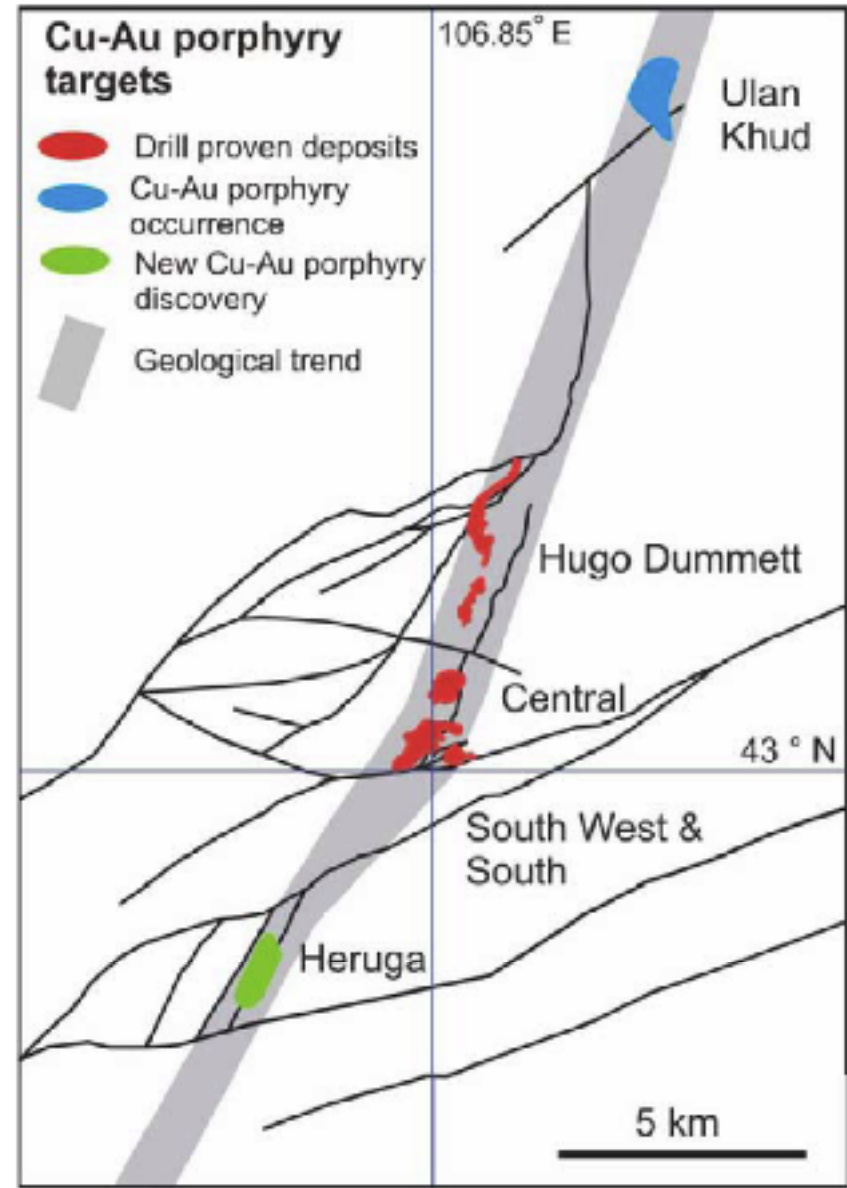 Cu-Au porphyry
targets
Drill proven deposits
Cu-Au porphyry
occurrence
New Cu-Au porphyry
discovery
Geological trend
106.85° E
Ulan
Khud
Hugo Dummett
Central
43 ° N
South West &
South
Heruga
5 km